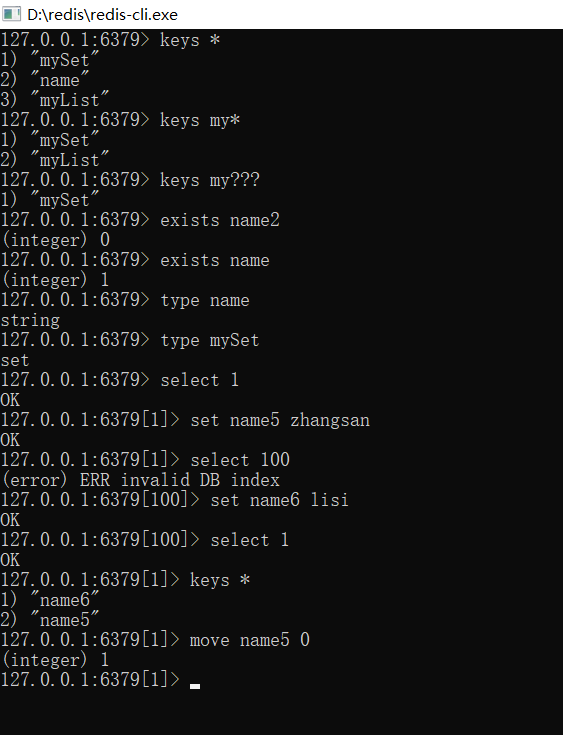 D:\redis\redis-cli.exe
127.0.0.1:6379> keys *
1) "mySet"
2) "name"
3) "myList"
127.0.0.1:6379> keys my*
1) "mySet"
2) "myList"
127.0.0.1:6379> keys my???
1) "mySet"
127.0.0.1:6379> exists name2
(integer) 0
127.0.0.1:6379> exists name
(integer) 1
127.0.0.1:6379> type name
string
127.0.0.1:6379> type mySet
set
127.0.0.1:6379> select 1
OK
127.0.0.1:6379[1]> set name5 zhangsan
OK
127.0.0.1:6379[1]> select 100
(error) ERR invalid DB index
127.0.0.1:6379[100]> set name6 lisi
OK
127.0.0.1:6379[100]> select 1
OK
127.0.0.1:6379[1]> keys *
1) "name6"
2) "name5"
127.0.0.1:6379[1]> move name5 0
(integer) 1
127.0.0.1:6379[1]>